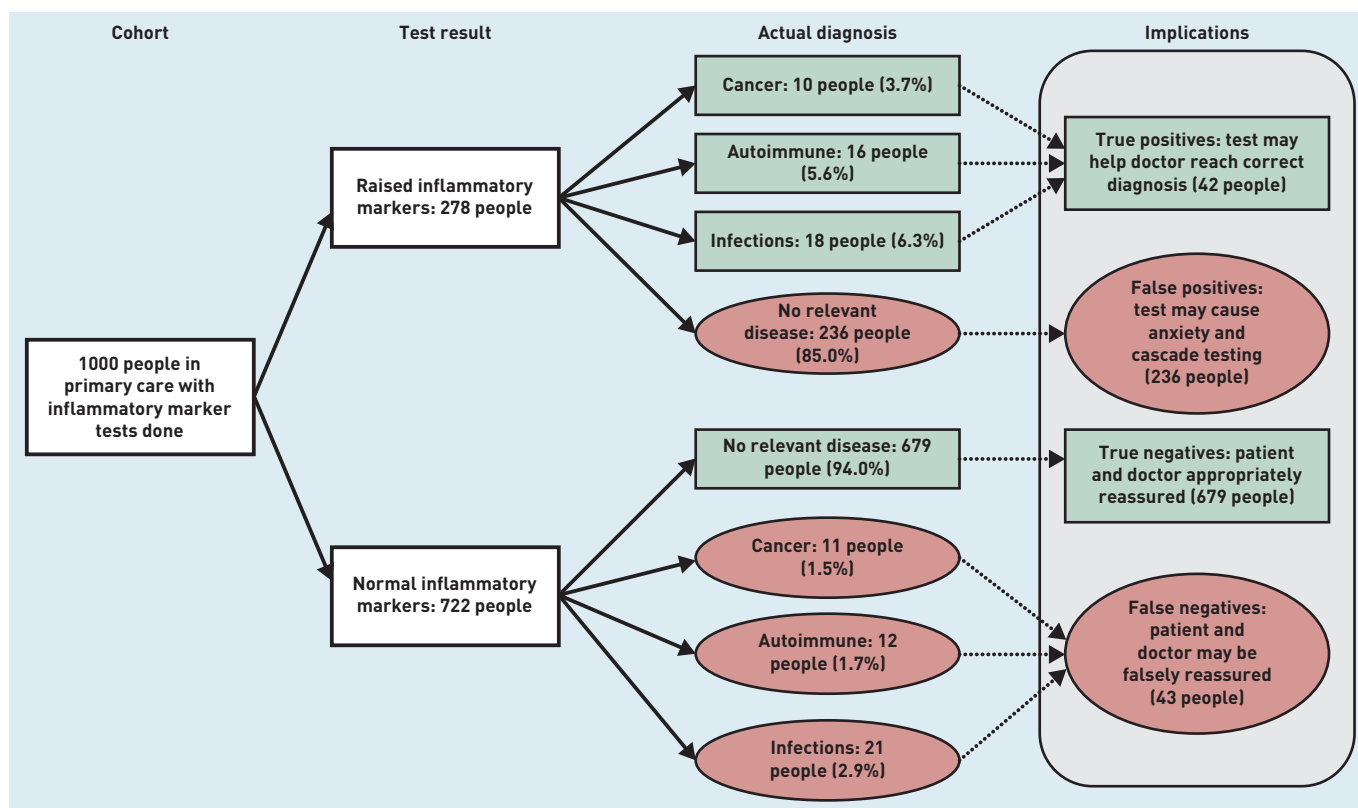 Cohort
Test result
Actual diagnosis
Implications
1000 people in
primary care with
inflammatory marker
tests done
Raised inflammatory
markers: 278 people
Normal inflammatory
markers: 722 people
Cancer: 10 people (3.7%)
Autoimmune: 16 people
(5.6%)
Infections: 18 people (6.3%)
No relevant
disease: 236 people
(85.0%)
No relevant disease: 679
people (94.0%)
Cancer: 11 people
(1.5%)
Autoimmune: 12
people (1.7%)
Infections: 21
people (2.9%)
True positives: test may
help doctor reach correct
diagnosis (42 people)
False positives:
test may cause
anxiety and
cascade testing
(236 people)
True negatives: patient
and doctor appropriately
reassured (679 people)
False negatives:
patient and
doctor may be
falsely reassured
(43 people)